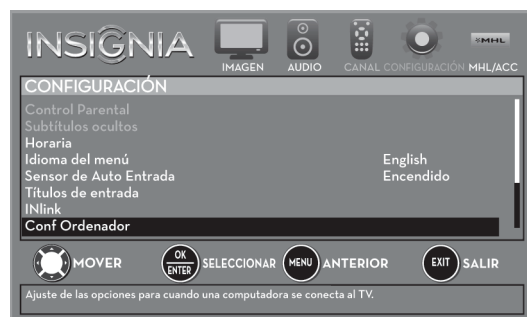 INSIGNIA
IMAGEN AUDIO CANAL CONFIGURACIÓN MHL MHL/ACC
CONFIGURACIÓN
Control Parental
Subtítulos ocultos
Horaria
Idioma del menú English
Sensor de Auto Entrada Encendido
Títulos de entrada
INlink
Conf Ordenador
MOVER OK ENTER SELECCIONAR MENU ANTERIOR EXIT SALIR
Ajuste de las opciones para cuando una computadora se conecta al TV.